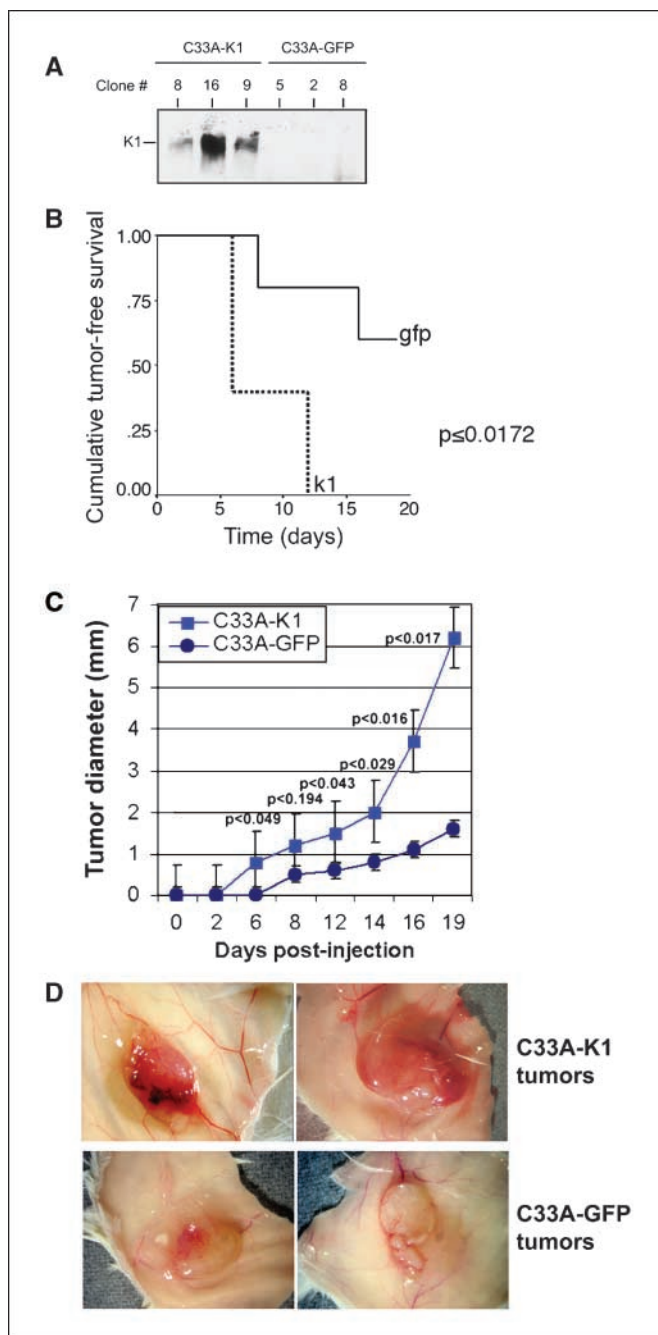 A
C33A-K1 C33A-GFP
Clone # 8 16 9 5 2 8
K1
B
Cumulative tumor-free survival
1.00
.75
.50
.25
0.00
0 5 10 15 20
Time (days)
gfp
k1
p≤0.0172
C
Tumor diameter (mm)
7
6
5
4
3
2
1
0
C33A-K1
C33A-GFP
p<0.049
p<0.194
p<0.043
p<0.029
p<0.016
p<0.017
0 2 6 8 12 14 16 19
Days post-injection
D
C33A-K1
tumors
C33A-GFP
tumors